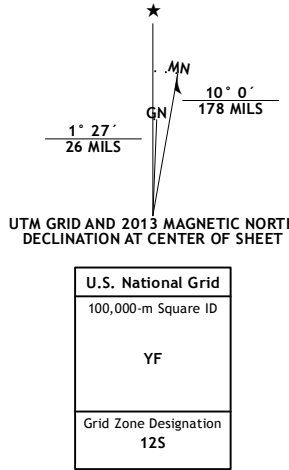 ★
MN
GN
10° 0´
178 MILS
1° 27´
26 MILS
UTM GRID AND 2013 MAGNETIC NORTH
DECLINATION AT CENTER OF SHEET
U.S. National Grid
100,000-m Square ID
YF
Grid Zone Designation
12S